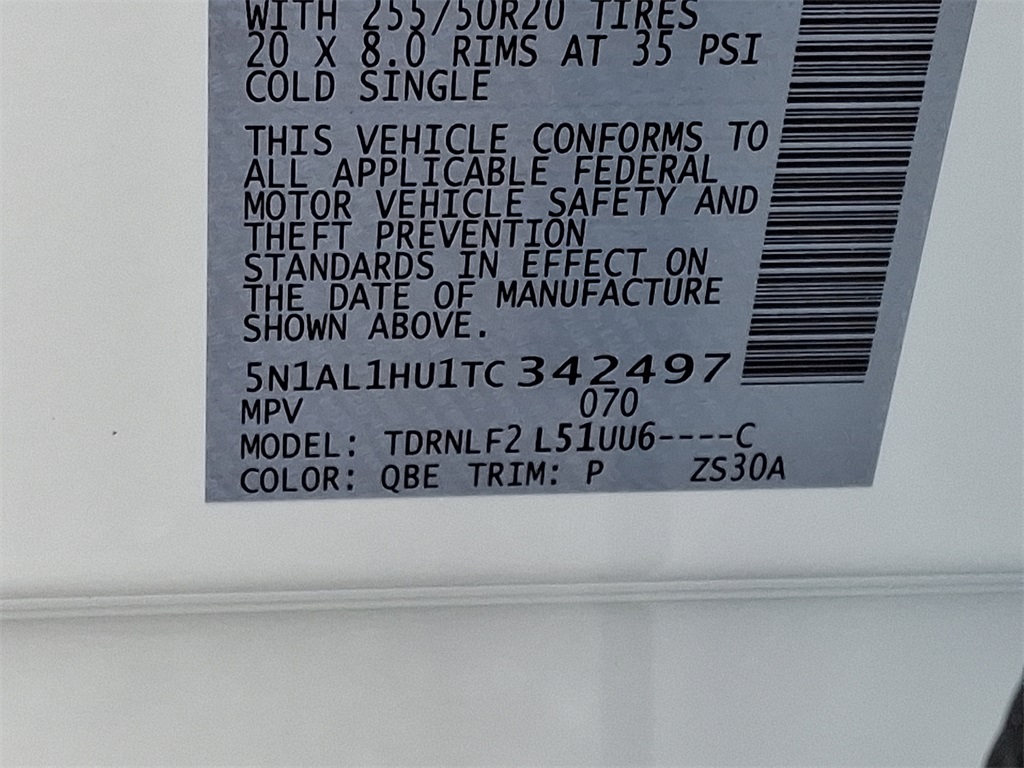 WITH 255/50R20 TIRES
20 X 8.0 RIMS AT 35 PSI
COLD SINGLE
THIS VEHICLE CONFORMS TO
ALL APPLICABLE FEDERAL
MOTOR VEHICLE SAFETY AND
THEFT PREVENTION
STANDARDS IN EFFECT ON
THE DATE OF MANUFACTURE
SHOWN ABOVE.
5N1AL1HU1TC342497
MPV 070
MODEL: TDRNLF2 L51UU6----C
COLOR: QBE TRIM: P ZS30A